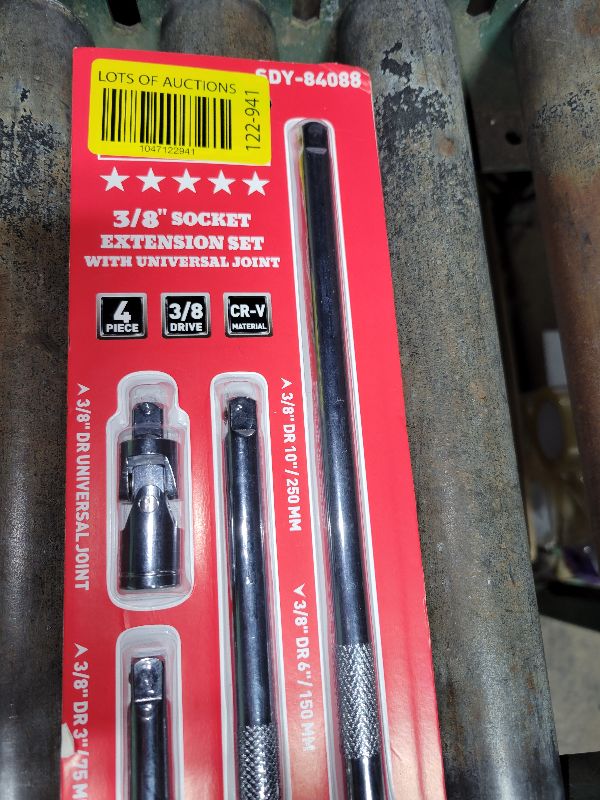 SDY-84088
LOTS OF AUCTIONS
1047122941
122-941
3/8" SOCKET
EXTENSION SET
WITH UNIVERSAL JOINT
4
PIECE
3/8
DRIVE
CR-V
MATERIAL
3/8" DR UNIVERSAL JOINT
3/8" DR 10"/ 250 MM
3/8" DR 6"/ 150 MM
3/8" DR 3"/ 75 M